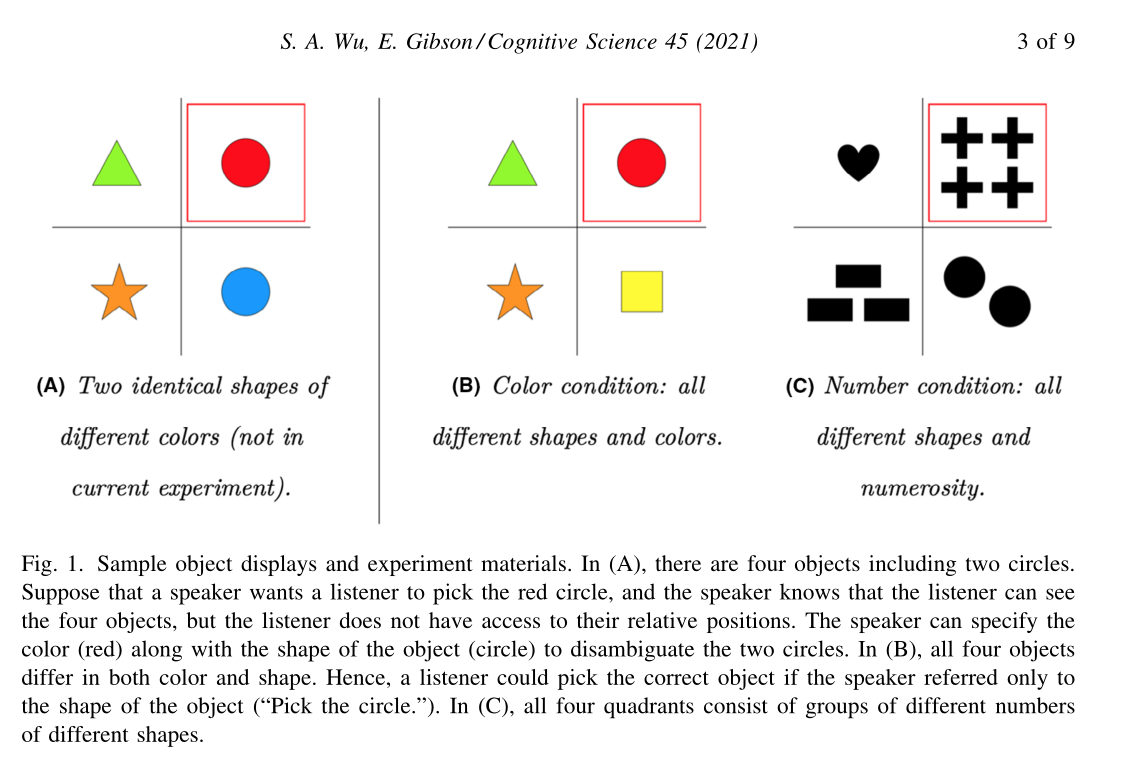 S. A. Wu, E. Gibson / Cognitive Science 45 (2021)
3 of 9
(A) Two identical shapes of
different colors (not in
current experiment).
(B) Color condition: all
different shapes and colors.
(C) Number condition: all
different shapes and
numerosity.
Fig. 1. Sample object displays and experiment materials. In (A), there are four objects including two circles.
Suppose that a speaker wants a listener to pick the red circle, and the speaker knows that the listener can see
the four objects, but the listener does not have access to their relative positions. The speaker can specify the
color (red) along with the shape of the object (circle) to disambiguate the two circles. In (B), all four objects
differ in both color and shape. Hence, a listener could pick the correct object if the speaker referred only to
the shape of the object (“Pick the circle.”). In (C), all four quadrants consist of groups of different numbers
of different shapes.